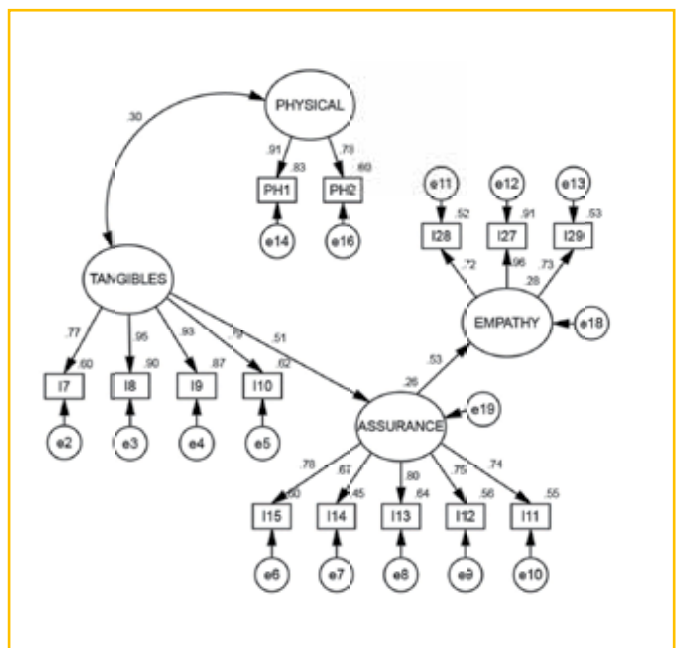 PHYSICAL
.30
.91
.83
.78
.60
PH1
PH2
e14
e16
e11
e12
e13
.52
.91
.53
I28
I27
I29
.72
.96
.73
.28
EMPATHY
e18
TANGIBLES
.77
.95
.93
.51
.60
.90
.87
.62
I7
I8
I9
I10
e2
e3
e4
e5
.53
.26
ASSURANCE
e19
.78
.67
.80
.75
.74
.45
.64
.56
.55
I15
I14
I13
I12
I11
e6
e7
e8
e9
e10